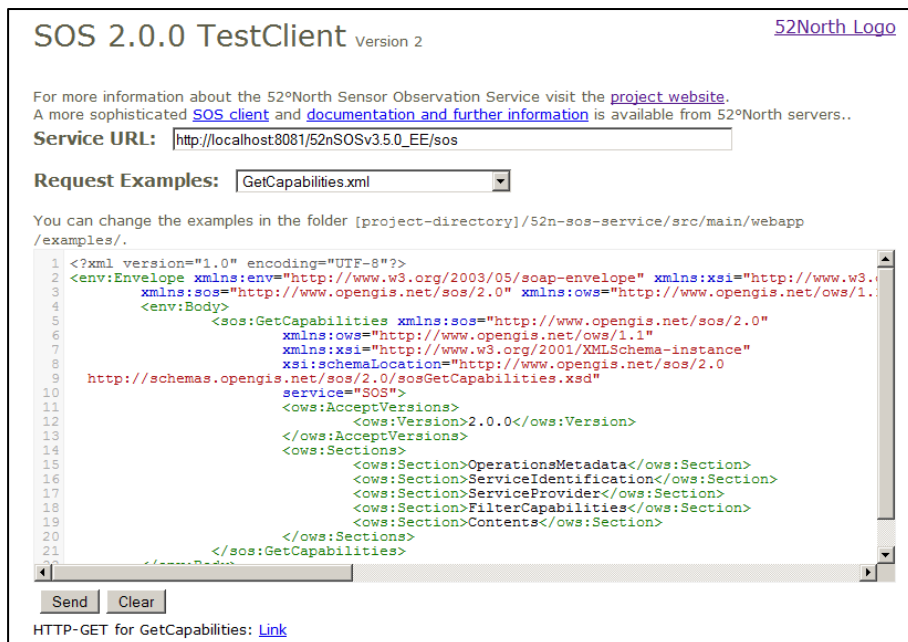 SOS 2.0.0 TestClient Version 2
52North Logo
For more information about the 52°North Sensor Observation Service visit the project website.
A more sophisticated SOS client and documentation and further information is available from 52°North servers..
Service URL: http://localhost:8081/52nSOSv3.5.0_EE/sos
Request Examples: GetCapabilities.xml
You can change the examples in the folder [project-directory]/52n-sos-service/src/main/webapp
/examples/.
1 <?xml version="1.0" encoding="UTF-8"?>
2 <env:Envelope xmlns:env="http://www.w3.org/2003/05/soap-envelope" xmlns:xsi="http://www.w3.
3 xmlns:sos="http://www.opengis.net/sos/2.0" xmlns:ows="http://www.opengis.net/ows/1.
4 <env:Body>
5 <sos:GetCapabilities xmlns:sos="http://www.opengis.net/sos/2.0"
6 xmlns:ows="http://www.opengis.net/ows/1.1"
7 xmlns:xsi="http://www.w3.org/2001/XMLSchema-instance"
8 xsi:schemaLocation="http://www.opengis.net/sos/2.0
9 http://schemas.opengis.net/sos/2.0/sosGetCapabilities.xsd"
10 service="SOS">
11 <ows:AcceptVersions>
12 <ows:Version>2.0.0</ows:Version>
13 </ows:AcceptVersions>
14 <ows:Sections>
15 <ows:Section>OperationsMetadata</ows:Section>
16 <ows:Section>ServiceIdentification</ows:Section>
17 <ows:Section>ServiceProvider</ows:Section>
18 <ows:Section>FilterCapabilities</ows:Section>
19 <ows:Section>Contents</ows:Section>
20 </ows:Sections>
21 </sos:GetCapabilities>
</env:Body>
Send Clear
HTTP-GET for GetCapabilities: Link